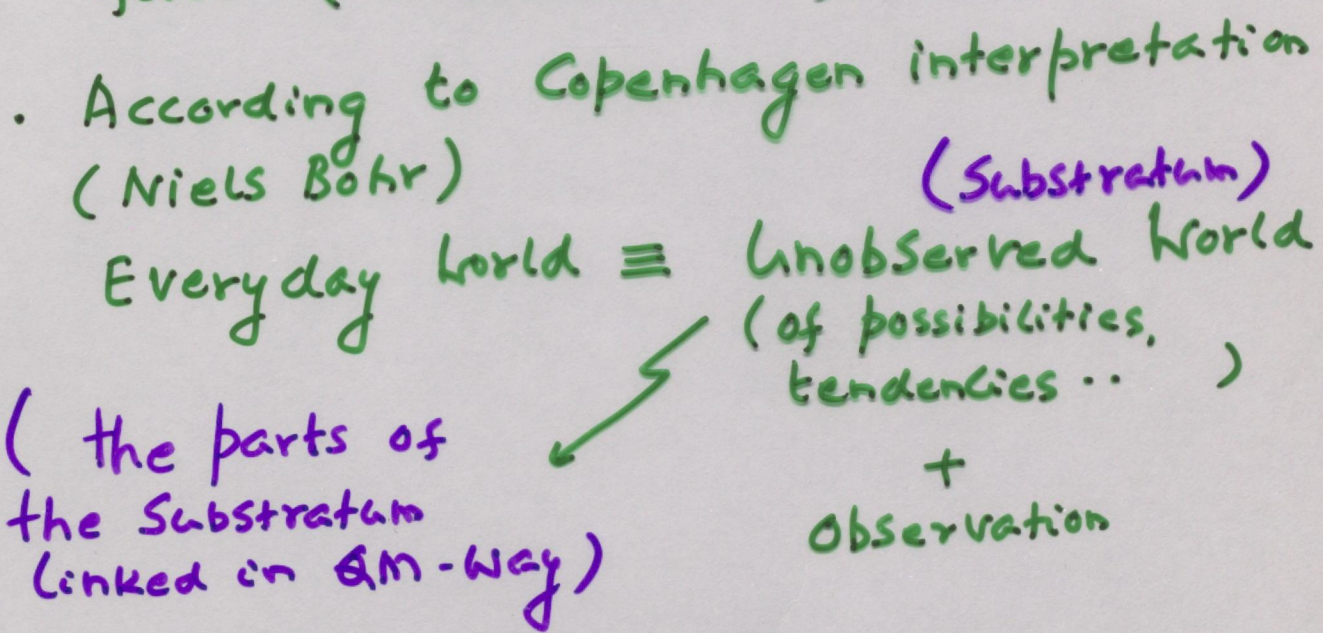 . According to Copenhagen interpretation
(Niels Bohr)
(Substratum)
Everyday World ≡ Unobserved World
(of possibilities,
tendencies .. )
+
Observation
(the parts of
the Substratum
linked in QM-way)